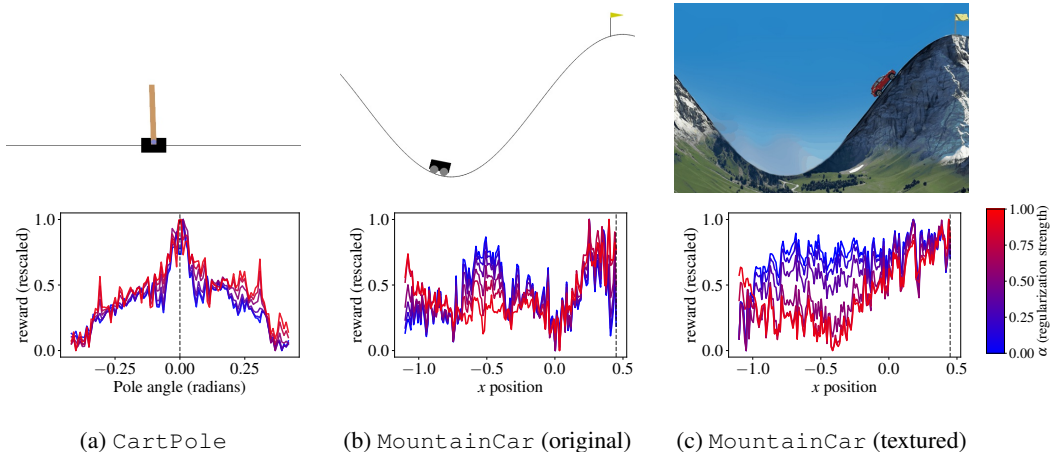 1.0
0.5
0.0
reward (rescaled)
−0.25
0.00
0.25
Pole angle (radians)
(a) CartPole
1.0
0.5
0.0
reward (rescaled)
−1.0
−0.5
0.0
0.5
x position
(b) MountainCar (original)
1.0
0.5
0.0
reward (rescaled)
−1.0
−0.5
0.0
0.5
x position
(c) MountainCar (textured)
1.00
0.75
0.50
0.25
0.00
α (regularization strength)